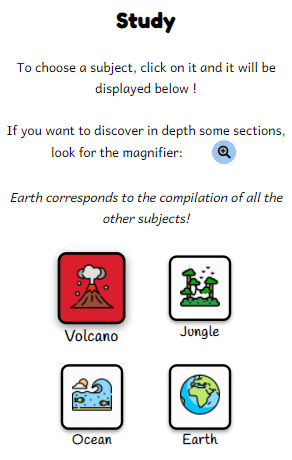 Study
To choose a subject, click on it and it will be
displayed below !
If you want to discover in depth some sections,
look for the magnifier:
Earth corresponds to the compilation of all the
other subjects!
Volcano
Jungle
Ocean
Earth